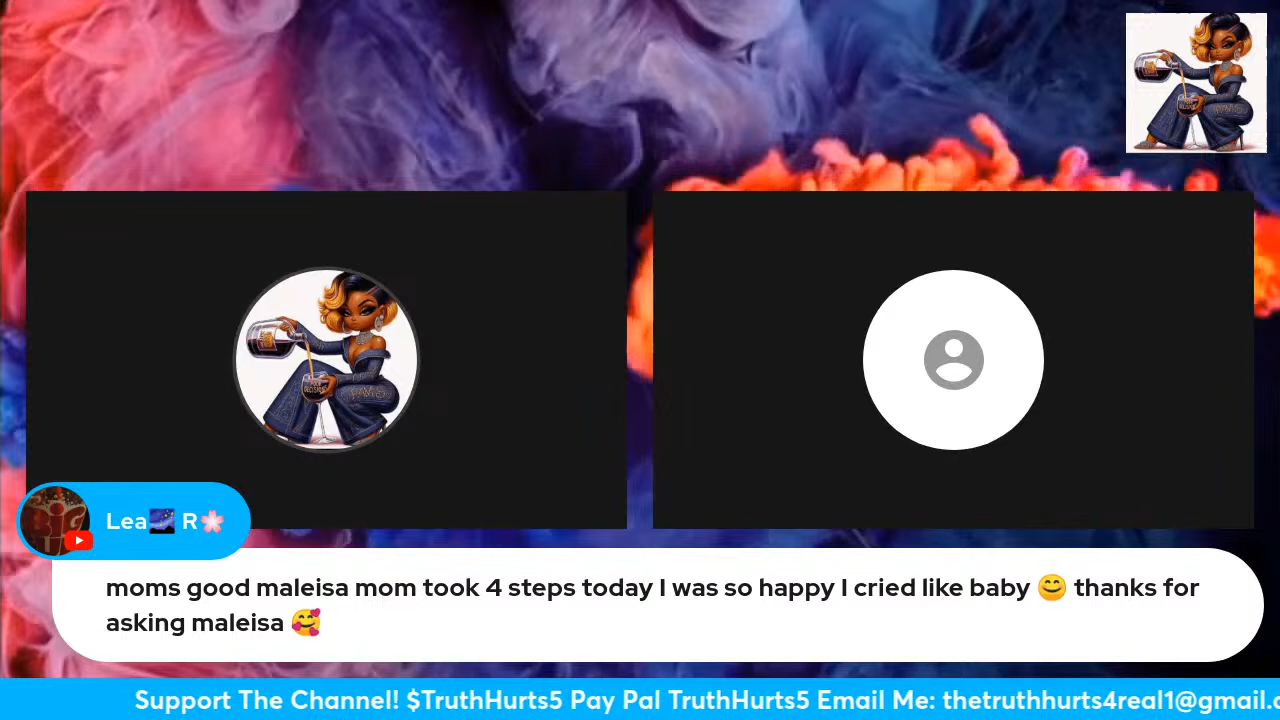 Lea🌌 R🌸
moms good maleisa mom took 4 steps today I was so happy I cried like baby 😊 thanks for
asking maleisa 🥰
Support The Channel! $TruthHurts5 Pay Pal TruthHurts5 Email Me: thetruthhurts4real1@gmail.c